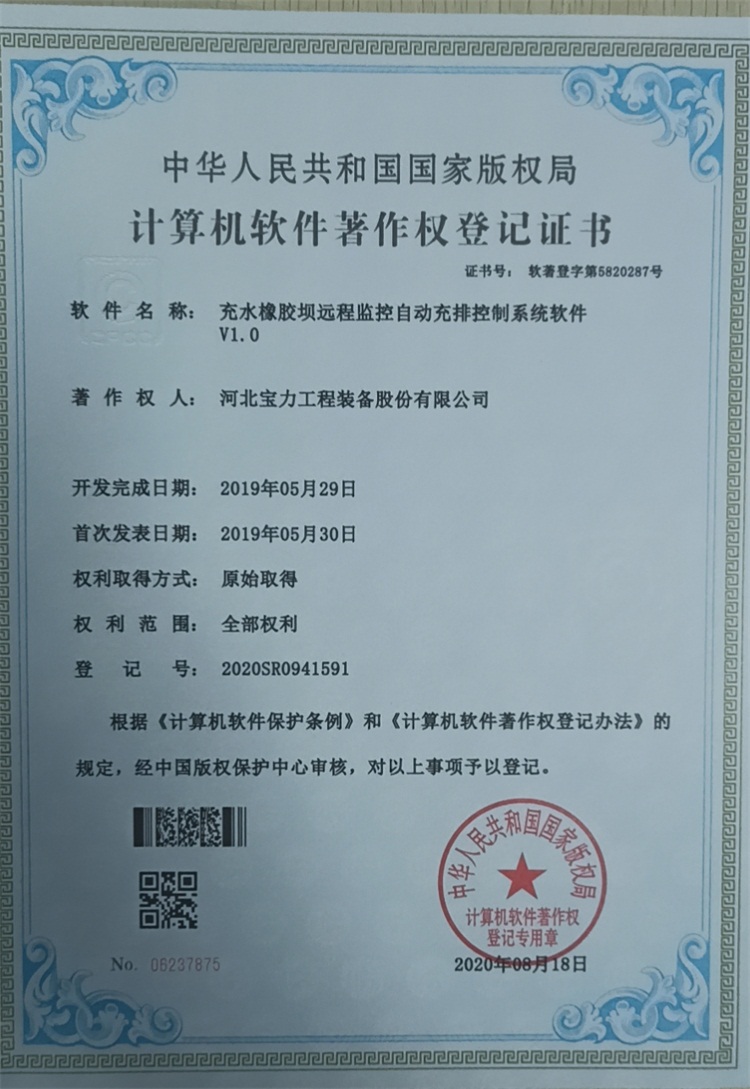 中华人民共和国国家版权局
计算机软件著作权登记证书
证书号： 软著登字第5820287号
软件名称： 充水橡胶坝远程监控自动充排控制系统软件
V1.0
著作权人： 河北宝力工程装备股份有限公司
开发完成日期： 2019年05月29日
首次发表日期： 2019年05月30日
权利取得方式： 原始取得
权利范围： 全部权利
登记号： 2020SR0941591
根据《计算机软件保护条例》和《计算机软件著作权登记办法》的
规定，经中国版权保护中心审核，对以上事项予以登记。
中华人民共和国国家版权局
计算机软件著作权
登记专用章
No. 06237875
2020年08月18日